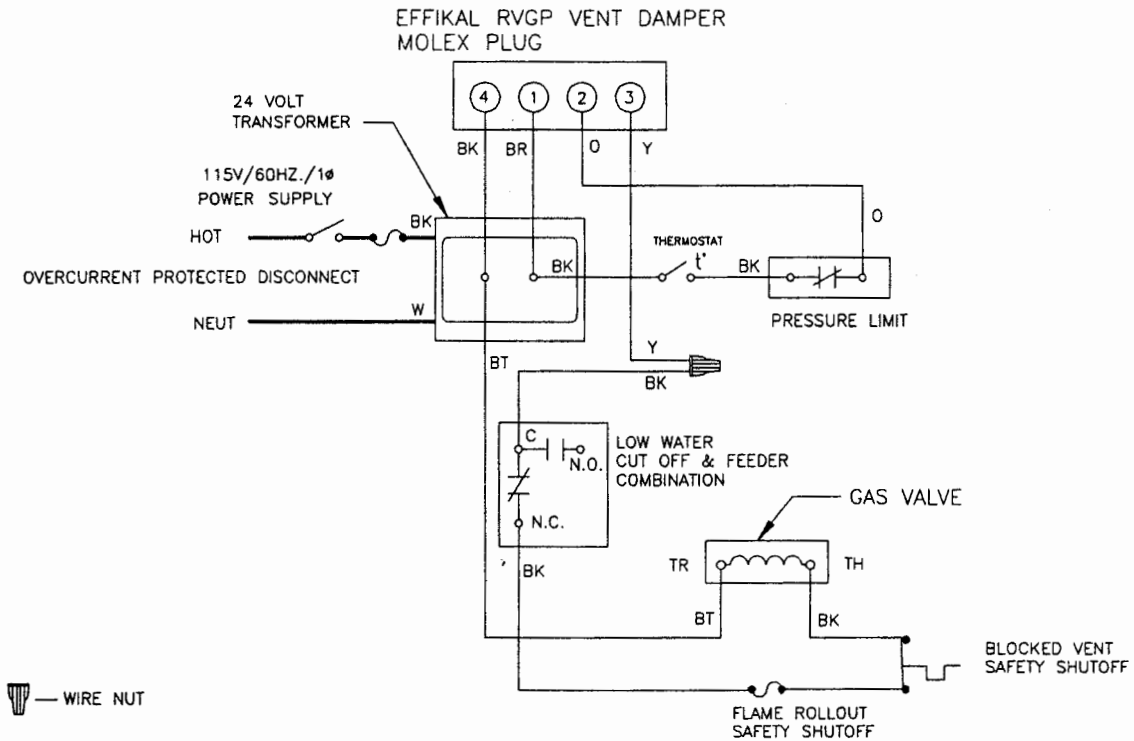 EFFIKAL RVGP VENT DAMPER
MOLEX PLUG
4
1
2
3
24 VOLT
TRANSFORMER
BK
BR
O
Y
115V/60HZ./1ø
POWER SUPPLY
BK
HOT
O
THERMOSTAT
t°
BK
BK
OVERCURRENT PROTECTED DISCONNECT
W
NEUT
PRESSURE LIMIT
BT
Y
BK
C
N.O.
LOW WATER
CUT OFF & FEEDER
COMBINATION
N.C.
GAS VALVE
BK
TR
TH
BT
BK
BLOCKED VENT
SAFETY SHUTOFF
WIRE NUT
FLAME ROLLOUT
SAFETY SHUTOFF